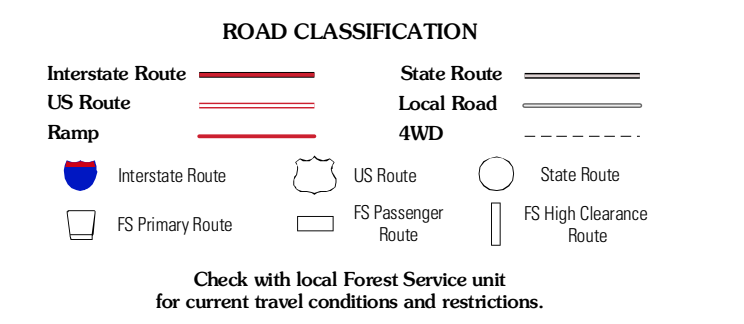 ROAD CLASSIFICATION
Interstate Route
State Route
US Route
Local Road
Ramp
4WD
Interstate Route
US Route
State Route
FS Primary Route
FS Passenger
Route
FS High Clearance
Route
Check with local Forest Service unit
for current travel conditions and restrictions.